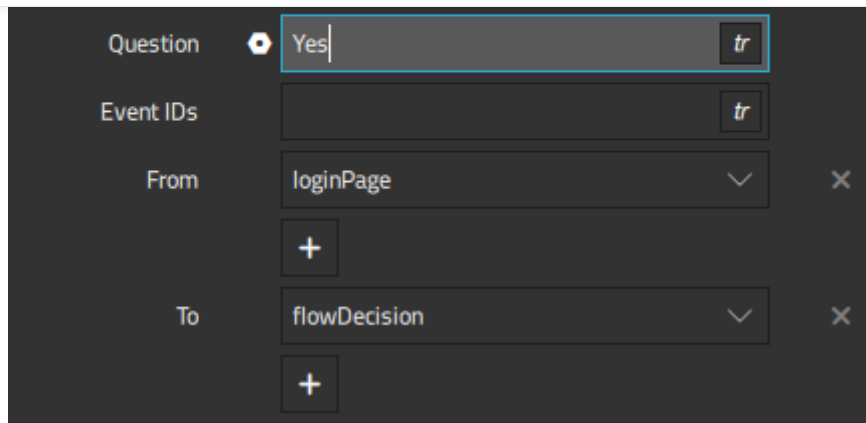 Question Yes tr
Event IDs tr
From loginPage
+
To flowDecision
+